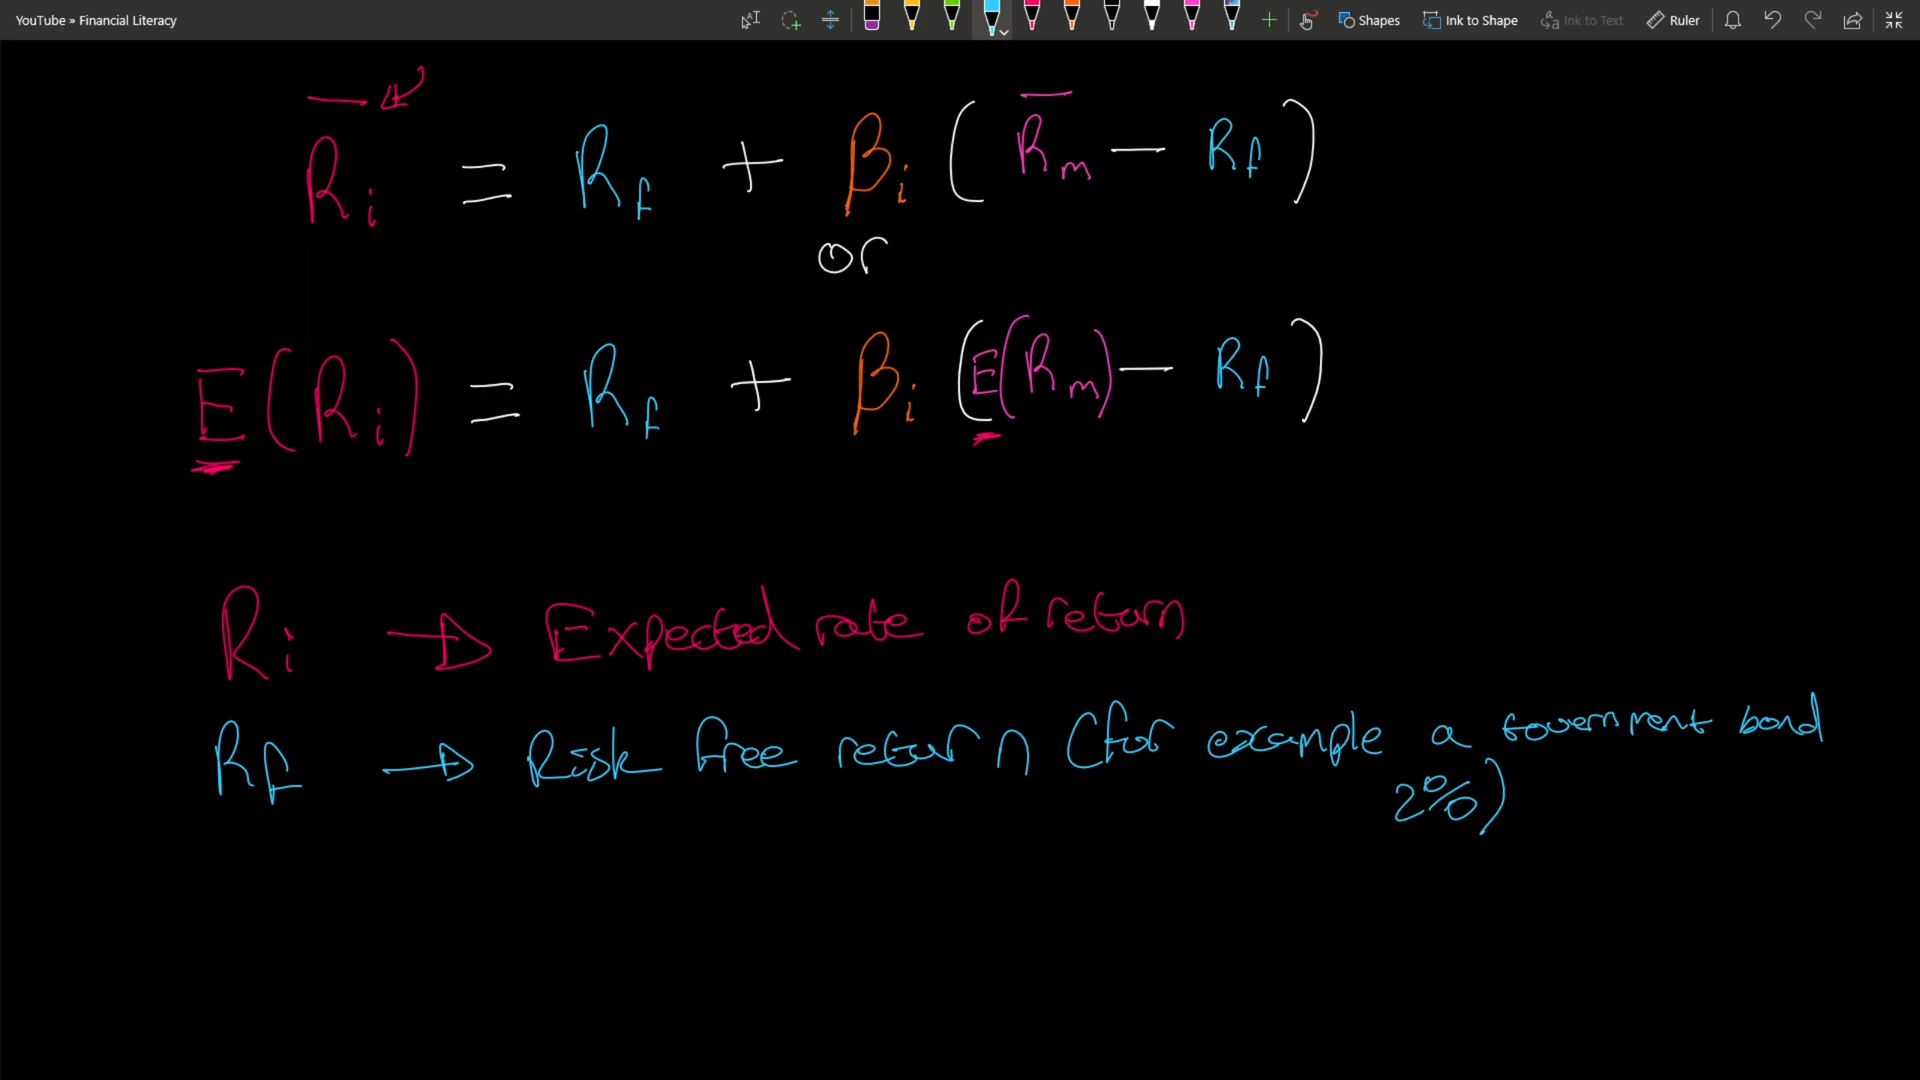 YouTube » Financial Literacy Shapes Ink to Shape Ink to Text Ruler
R̄i = Rf + βi (R̄m − Rf)
or
E(Ri) = Rf + βi (E(Rm) − Rf)
Ri → Expected rate of return
Rf → Risk free return (for example a Government bond
2%)